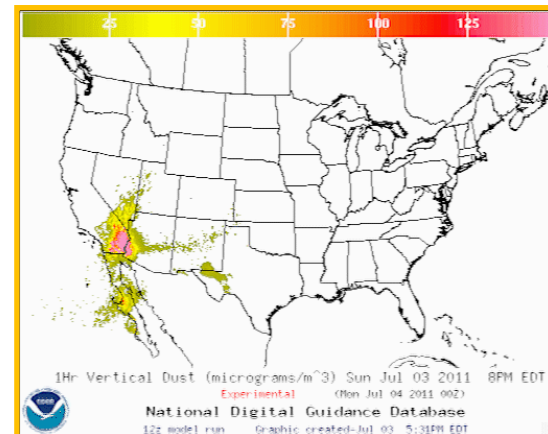 25 50 75 100 125
1Hr Vertical Dust (micrograms/m^3) Sun Jul 03 2011 8PM EDT
Experimental (Mon Jul 04 2011 00Z)
National Digital Guidance Database
12z model run Graphic created-Jul 03 5:31PM EDT